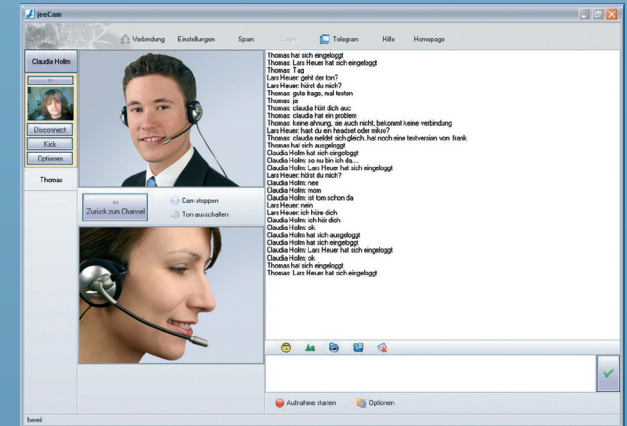 jeeCam
Verbindung Einstellungen Span Login Telegram Hilfe Homepage
Claudia Holm
Disconnect
Kick
Optionen
Thomas
Zurück zum Channel
Cam stoppen
Ton ausschalten
Thomas hat sich eingeloggt
Thomas: Lars Heuer hat sich eingeloggt
Thomas: Tag
Lars Heuer: geht der ton?
Lars Heuer: hörst du mich?
Thomas: gute frage, mal testen
Thomas: ja
Thomas: claudia hört dich auc
Thomas: claudia hat ein problem
Thomas: keine ahnung, sie auch nicht, bekommt keine verbindung
Lars Heuer: hast du ein headset oder mikro?
Thomas: claudia meldet sich gleich, hat noch eine testversion von frank
Thomas hat sich ausgeloggt
Claudia Holm hat sich eingeloggt
Claudia Holm: so nu bin ich da...
Claudia Holm: Lars Heuer hat sich eingeloggt
Lars Heuer: hörst du mich?
Claudia Holm: nee
Claudia Holm: mom
Claudia Holm: ist tom schon da
Lars Heuer: nein
Lars Heuer: ich höre dich
Claudia Holm: ich hör dich
Claudia Holm: ok
Claudia Holm hat sich ausgeloggt
Claudia Holm hat sich eingeloggt
Claudia Holm: Lars Heuer hat sich eingeloggt
Claudia Holm: ok
Thomas hat sich eingeloggt
Thomas: Lars Heuer hat sich eingeloggt
Aufnahme starten Optionen
bereit